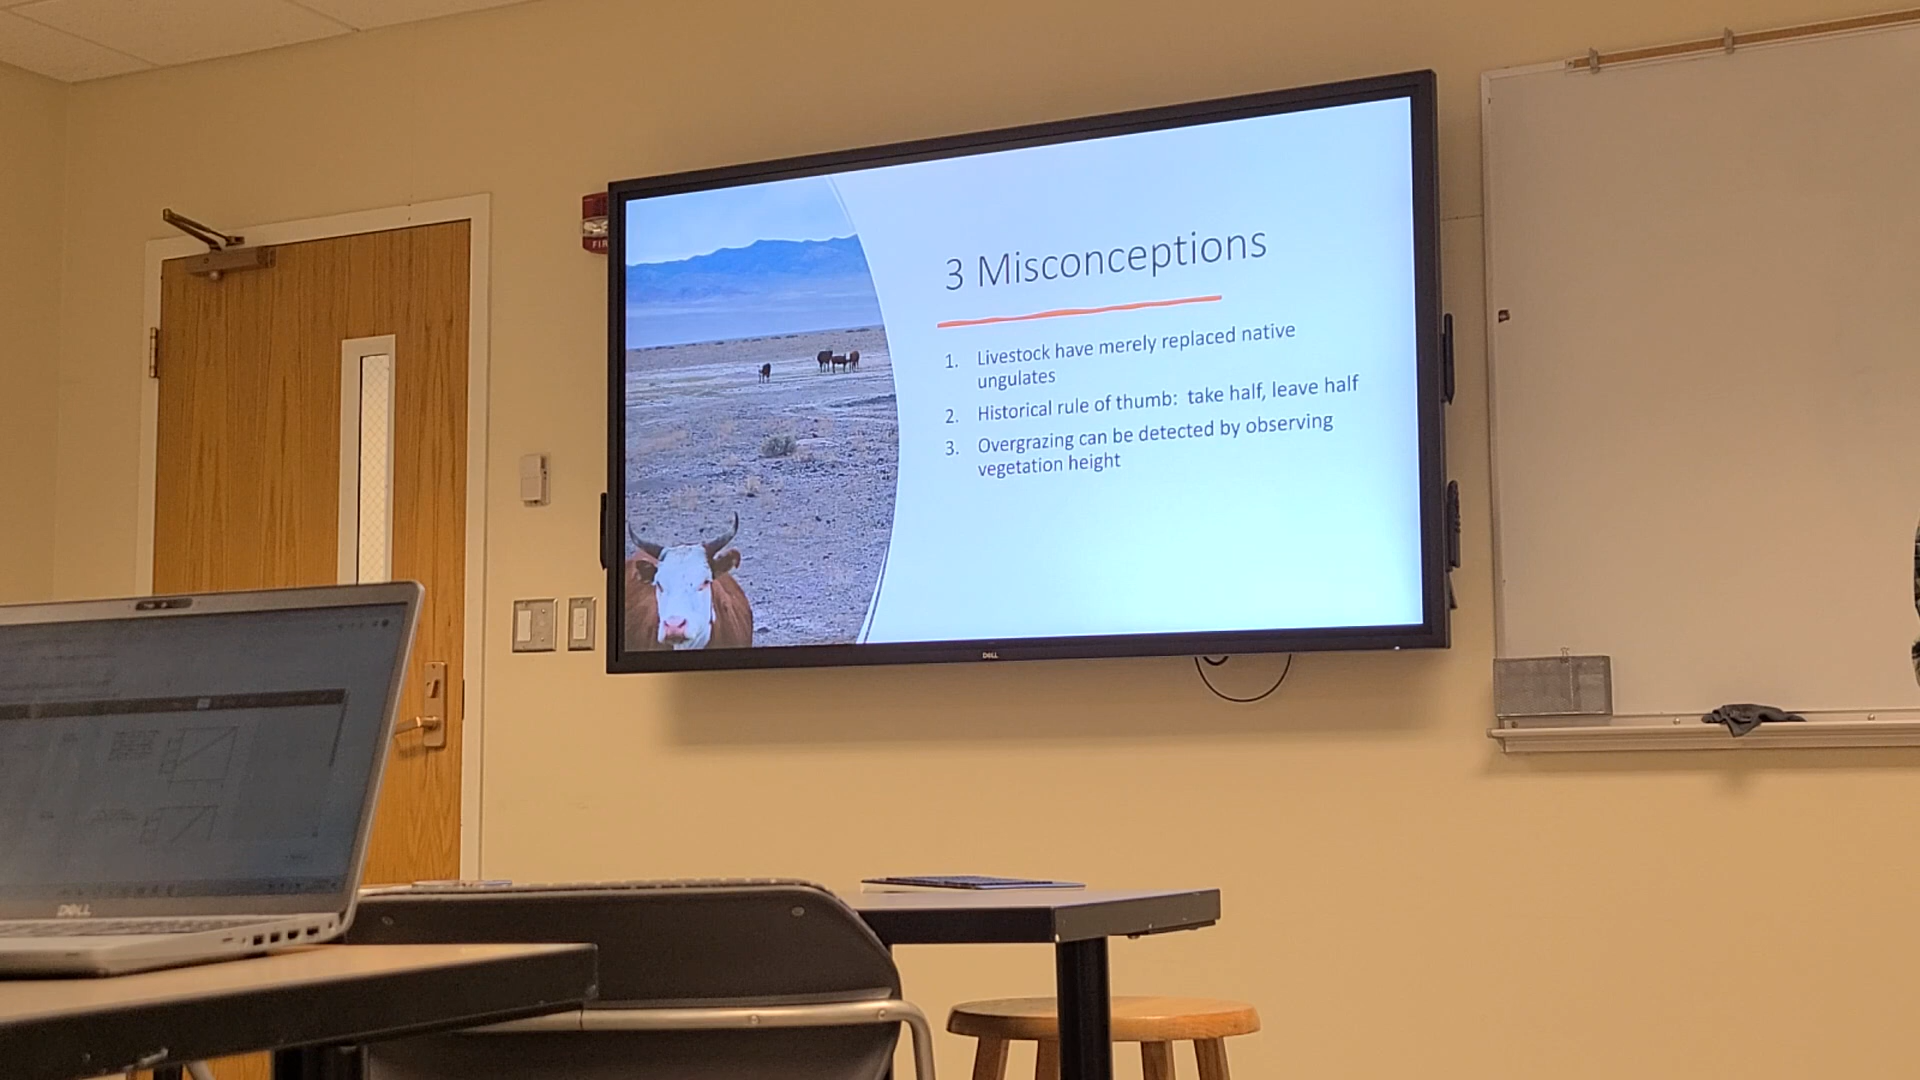 3 Misconceptions
1. Livestock have merely replaced native
ungulates
2. Historical rule of thumb: take half, leave half
3. Overgrazing can be detected by observing
vegetation height
DELL
DELL